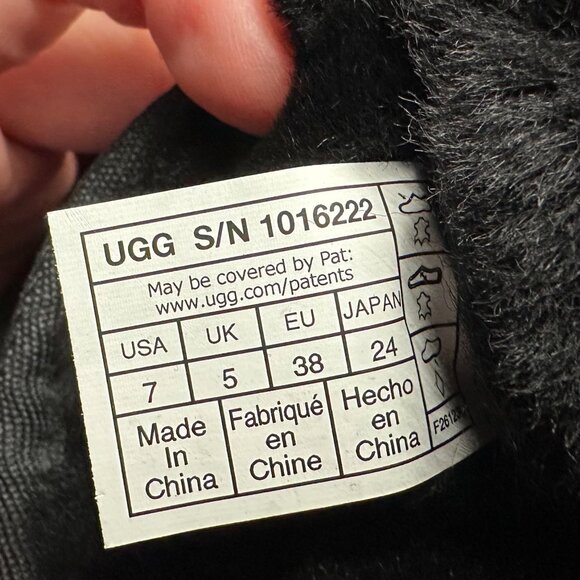 UGG S/N 1016222
May be covered by Pat:
www.ugg.com/patents
USA UK EU JAPAN
7 5 38 24
Made In China
Fabriqué en Chine
Hecho en China